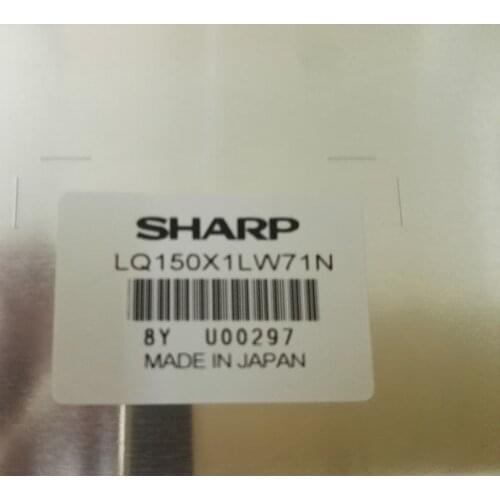 SHARP
LQ150X1LW71N
8Y U00297
MADE IN JAPAN